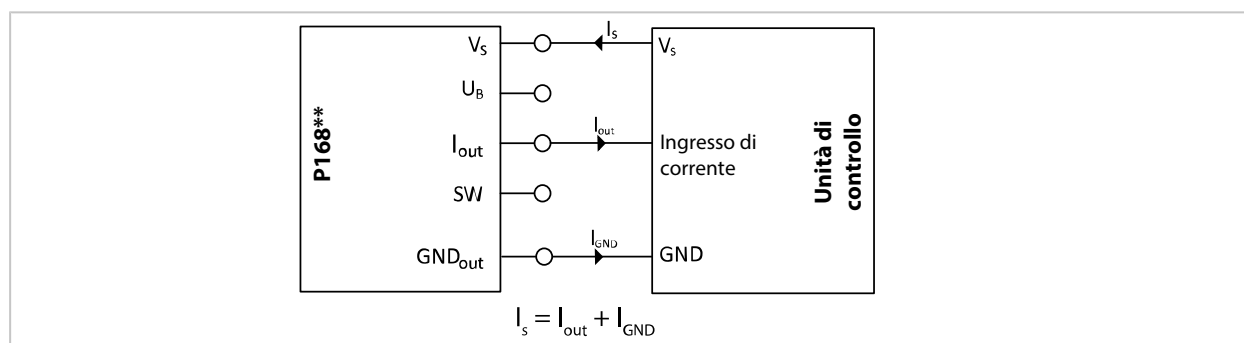 P168**
V_S
U_B
I_out
SW
GND_out
I_s
I_out
I_GND
V_s
Ingresso di
corrente
GND
Unità di
controllo
I_s = I_out + I_GND